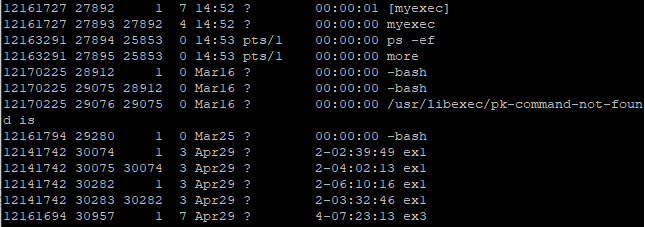 12161727 27892     1  7 14:52 ?        00:00:01 [myexec]
12161727 27893 27892  4 14:52 ?        00:00:00 myexec
12163291 27894 25853  0 14:53 pts/1    00:00:00 ps -ef
12163291 27895 25853  0 14:53 pts/1    00:00:00 more
12170225 28912     1  0 Mar16 ?        00:00:00 -bash
12170225 29075 28912  0 Mar16 ?        00:00:00 -bash
12170225 29076 29075  0 Mar16 ?        00:00:00 /usr/libexec/pk-command-not-foun
d is
12161794 29280     1  0 Mar25 ?        00:00:00 -bash
12141742 30074     1  3 Apr29 ?        2-02:39:49 ex1
12141742 30075 30074  3 Apr29 ?        2-04:02:13 ex1
12141742 30282     1  3 Apr29 ?        2-06:10:16 ex1
12141742 30283 30282  3 Apr29 ?        2-03:32:46 ex1
12161694 30957     1  7 Apr29 ?        4-07:23:13 ex3